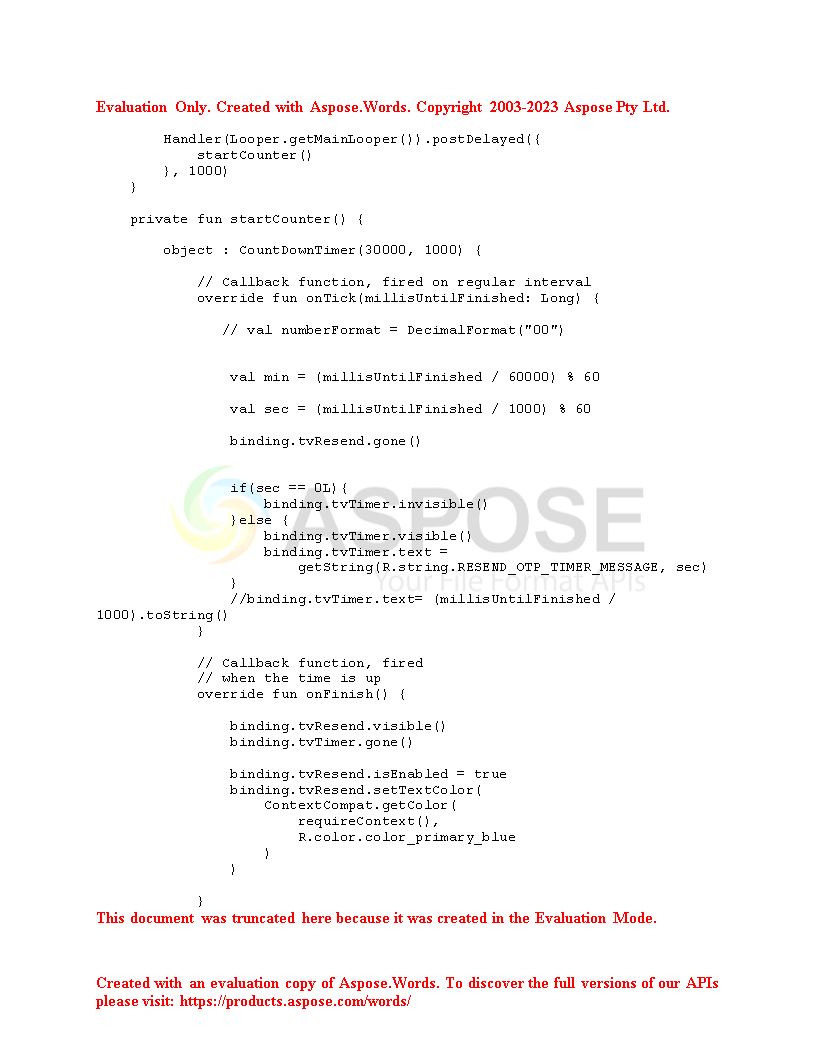 Evaluation Only. Created with Aspose.Words. Copyright 2003-2023 Aspose Pty Ltd.
        Handler(Looper.getMainLooper()).postDelayed({
            startCounter()
        }, 1000)
    }
    private fun startCounter() {
        object : CountDownTimer(30000, 1000) {
            // Callback function, fired on regular interval
            override fun onTick(millisUntilFinished: Long) {
               // val numberFormat = DecimalFormat("00")
                val min = (millisUntilFinished / 60000) % 60
                val sec = (millisUntilFinished / 1000) % 60
                binding.tvResend.gone()
                if(sec == 0L){
                    binding.tvTimer.invisible()
                }else {
                    binding.tvTimer.visible()
                    binding.tvTimer.text =
                        getString(R.string.RESEND_OTP_TIMER_MESSAGE, sec)
                }
                //binding.tvTimer.text= (millisUntilFinished /
1000).toString()
            }
            // Callback function, fired
            // when the time is up
            override fun onFinish() {
                binding.tvResend.visible()
                binding.tvTimer.gone()
                binding.tvResend.isEnabled = true
                binding.tvResend.setTextColor(
                    ContextCompat.getColor(
                        requireContext(),
                        R.color.color_primary_blue
                    )
                )
            }
This document was truncated here because it was created in the Evaluation Mode.
Created with an evaluation copy of Aspose.Words. To discover the full versions of our APIs
please visit: https://products.aspose.com/words/
ASPOSE
Your File Format APIs